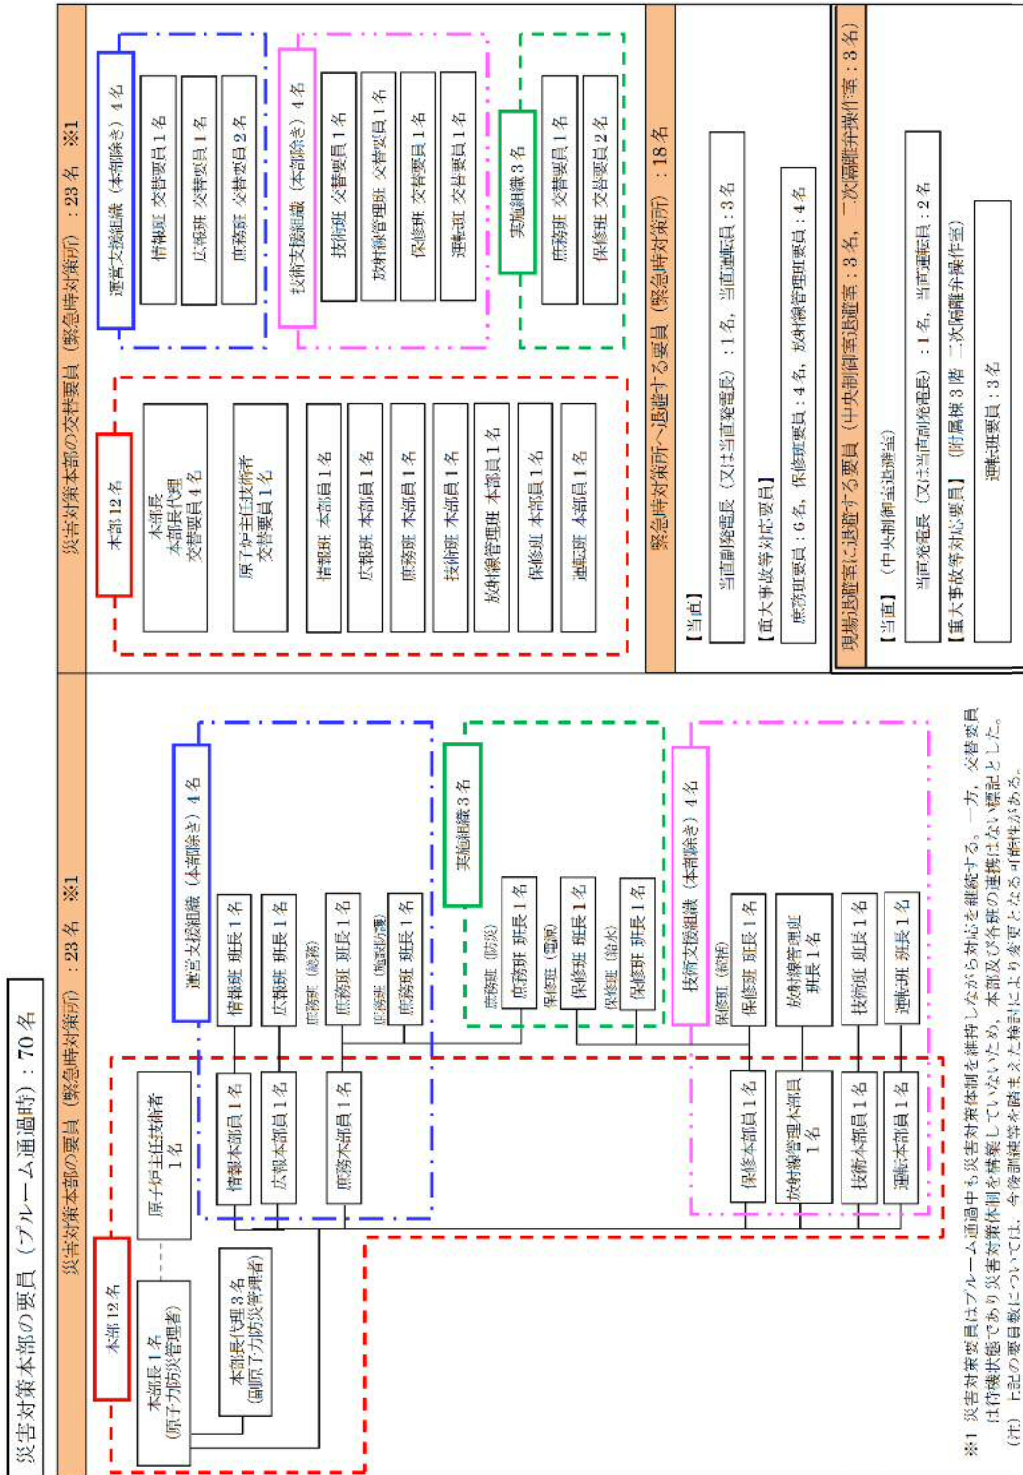 災害対策本部の要員（プルーム通過時）：70名
災害対策本部の要員（緊急時対策所）：23名　※1
本部12名
本部長1名
（原子力防災管理者）
原子炉主任技術者
1名
本部長代理3名
（副原子力防災管理者）
運営支援組織（本部除き）4名
情報本部員1名
情報班 班長1名
広報本部員1名
広報班 班長1名
庶務班（総務）
庶務本部員1名
庶務班 班長1名
庶務班（施設防護）
庶務班 班長1名
実施組織3名
庶務班（防災）
庶務班 班長1名
保修班（電源）
保修班 班長1名
保修班（給水）
保修班 班長1名
技術支援組織（本部除き）4名
保修班（総括）
保修本部員1名
保修班 班長1名
放射線管理本部員
1名
放射線管理班
班長1名
技術本部員1名
技術班 班長1名
運転本部員1名
運転班 班長1名
災害対策本部の交替要員（緊急時対策所）：23名　※1
本部12名
本部長
本部長代理
交替要員4名
原子炉主任技術者
交替要員1名
情報班 本部員1名
広報班 本部員1名
庶務班 本部員1名
技術班 本部員1名
放射線管理班 本部員1名
保修班 本部員1名
運転班 本部員1名
運営支援組織（本部除き）4名
情報班 交替要員1名
広報班 交替要員1名
庶務班 交替要員2名
技術支援組織（本部除き）4名
技術班 交替要員1名
放射線管理班 交替要員1名
保修班 交替要員1名
運転班 交替要員1名
実施組織3名
庶務班 交替要員1名
保修班 交替要員2名
緊急時対策所へ退避する要員（緊急時対策所）：18名
【当直】
当直副発電長（又は当直発電長）：1名，当直運転員：3名
【重大事故等対応要員】
庶務班要員：6名，保修班要員：4名，放射線管理班要員：4名
現場退避室に退避する要員（中央制御室退避室：3名，二次隔離弁操作室：3名）
【当直】（中央制御室退避室）
当直発電長（又は当直副発電長）：1名，当直運転員：2名
【重大事故等対応要員】（附属棟3階 二次隔離弁操作室）
運転班要員：3名
※1　災害対策要員はプルーム通過中も災害対策体制を維持しながら対応を継続する。一方，交替要員
は待機状態であり災害対策体制を構築していないため，本部及び各班の連携はない標記とした。
（注）上記の要員数については，今後訓練等を踏まえた検討により変更となる可能性がある。